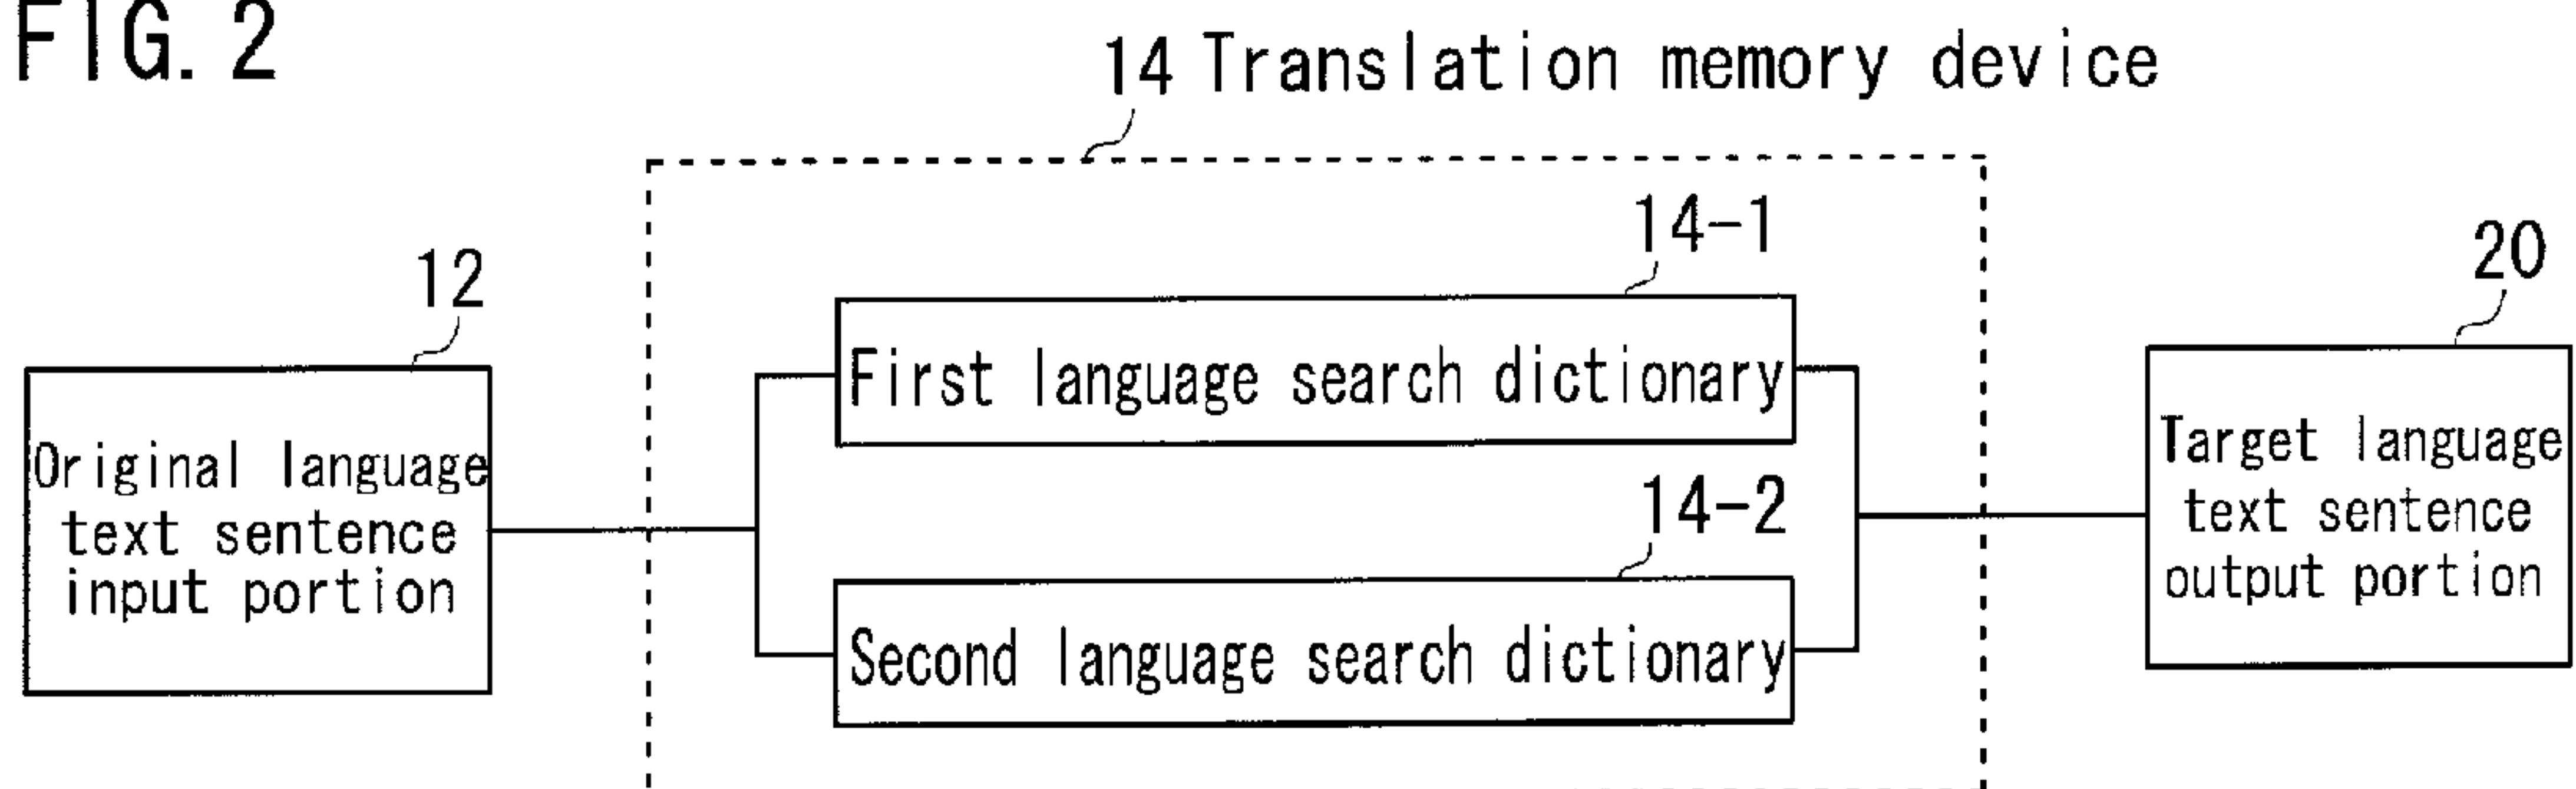 FIG. 2
14 Translation memory device
12
Original language
text sentence
input portion
14-1
First language search dictionary
14-2
Second language search dictionary
20
Target language
text sentence
output portion